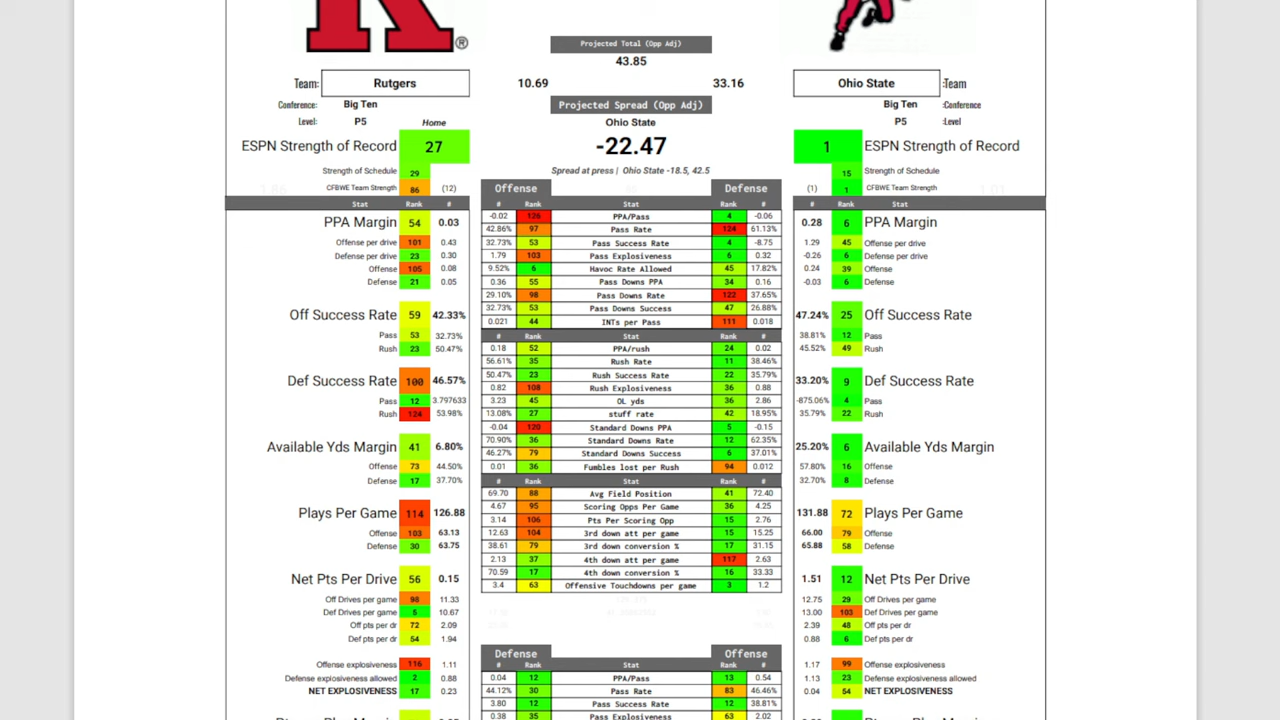 ®
Projected Total (Opp Adj)
43.85
Team: Rutgers 10.69 33.16 Ohio State :Team
Conference: Big Ten Projected Spread (Opp Adj) Big Ten :Conference
Level: P5 Home Ohio State P5 :Level
ESPN Strength of Record 27 -22.47 1 ESPN Strength of Record
Strength of Schedule 29 Spread at press | Ohio State -18.5, 42.5 15 Strength of Schedule
CFBWE Team Strength 86 (12) Offense Defense (1) 1 CFBWE Team Strength
Stat Rank # # Rank Stat Rank # # Rank Stat
-0.02 126 PPA/Pass 4 -0.06
PPA Margin 54 0.03 0.28 6 PPA Margin
42.86% 97 Pass Rate 124 61.13%
Offense per drive 101 0.43 32.73% 53 Pass Success Rate 4 -8.75 1.29 45 Offense per drive
Defense per drive 23 0.30 1.79 103 Pass Explosiveness 6 0.32 -0.26 6 Defense per drive
Offense 105 0.08 9.52% 6 Havoc Rate Allowed 45 17.82% 0.24 39 Offense
Defense 21 0.05 0.36 55 Pass Downs PPA 34 0.16 -0.03 6 Defense
29.10% 98 Pass Downs Rate 122 37.65%
32.73% 53 Pass Downs Success 47 26.88%
Off Success Rate 59 42.33% 47.24% 25 Off Success Rate
0.021 44 INTs per Pass 111 0.018
Pass 53 32.73% # Rank Stat Rank # 38.81% 12 Pass
Rush 23 50.47% 0.18 52 PPA/rush 24 0.02 45.52% 49 Rush
56.61% 35 Rush Rate 11 38.46%
50.47% 23 Rush Success Rate 22 35.79%
Def Success Rate 100 46.57% 33.20% 9 Def Success Rate
0.82 108 Rush Explosiveness 36 0.88
Pass 12 3.797633 3.23 45 OL yds 36 2.86 -875.06% 4 Pass
Rush 124 53.98% 13.08% 27 stuff rate 42 18.95% 35.79% 22 Rush
-0.04 120 Standard Downs PPA 5 -0.15
70.90% 36 Standard Downs Rate 12 62.35%
Available Yds Margin 41 6.80% 25.20% 6 Available Yds Margin
46.27% 79 Standard Downs Success 6 37.01%
Offense 73 44.50% 0.01 36 Fumbles lost per Rush 94 0.012 57.80% 16 Offense
Defense 17 37.70% # Rank Stat Rank # 32.70% 8 Defense
69.70 88 Avg Field Position 41 72.40
4.67 95 Scoring Opps Per Game 36 4.25
Plays Per Game 114 126.88 131.88 72 Plays Per Game
3.14 106 Pts Per Scoring Opp 15 2.76
Offense 103 63.13 12.63 104 3rd down att per game 15 15.25 66.00 79 Offense
Defense 30 63.75 38.61 79 3rd down conversion % 17 31.15 65.88 58 Defense
2.13 37 4th down att per game 117 2.63
70.59 17 4th down conversion % 16 33.33
Net Pts Per Drive 56 0.15 1.51 12 Net Pts Per Drive
3.4 63 Offensive Touchdowns per game 3 1.2
Off Drives per game 98 11.33 12.75 29 Off Drives per game
Def Drives per game 5 10.67 13.00 103 Def Drives per game
Off pts per dr 72 2.09 2.39 48 Off pts per dr
Def pts per dr 54 1.94 0.88 6 Def pts per dr
Defense Offense
Offense explosiveness 116 1.11 # Rank Stat Rank # 1.17 99 Offense explosiveness
Defense explosiveness allowed 2 0.88 0.04 12 PPA/Pass 13 0.54 1.13 23 Defense explosiveness allowed
NET EXPLOSIVENESS 17 0.23 44.12% 30 Pass Rate 83 46.46% 0.04 54 NET EXPLOSIVENESS
3.80 12 Pass Success Rate 12 38.81%
0.38 35 Pass Explosiveness 63 2.02